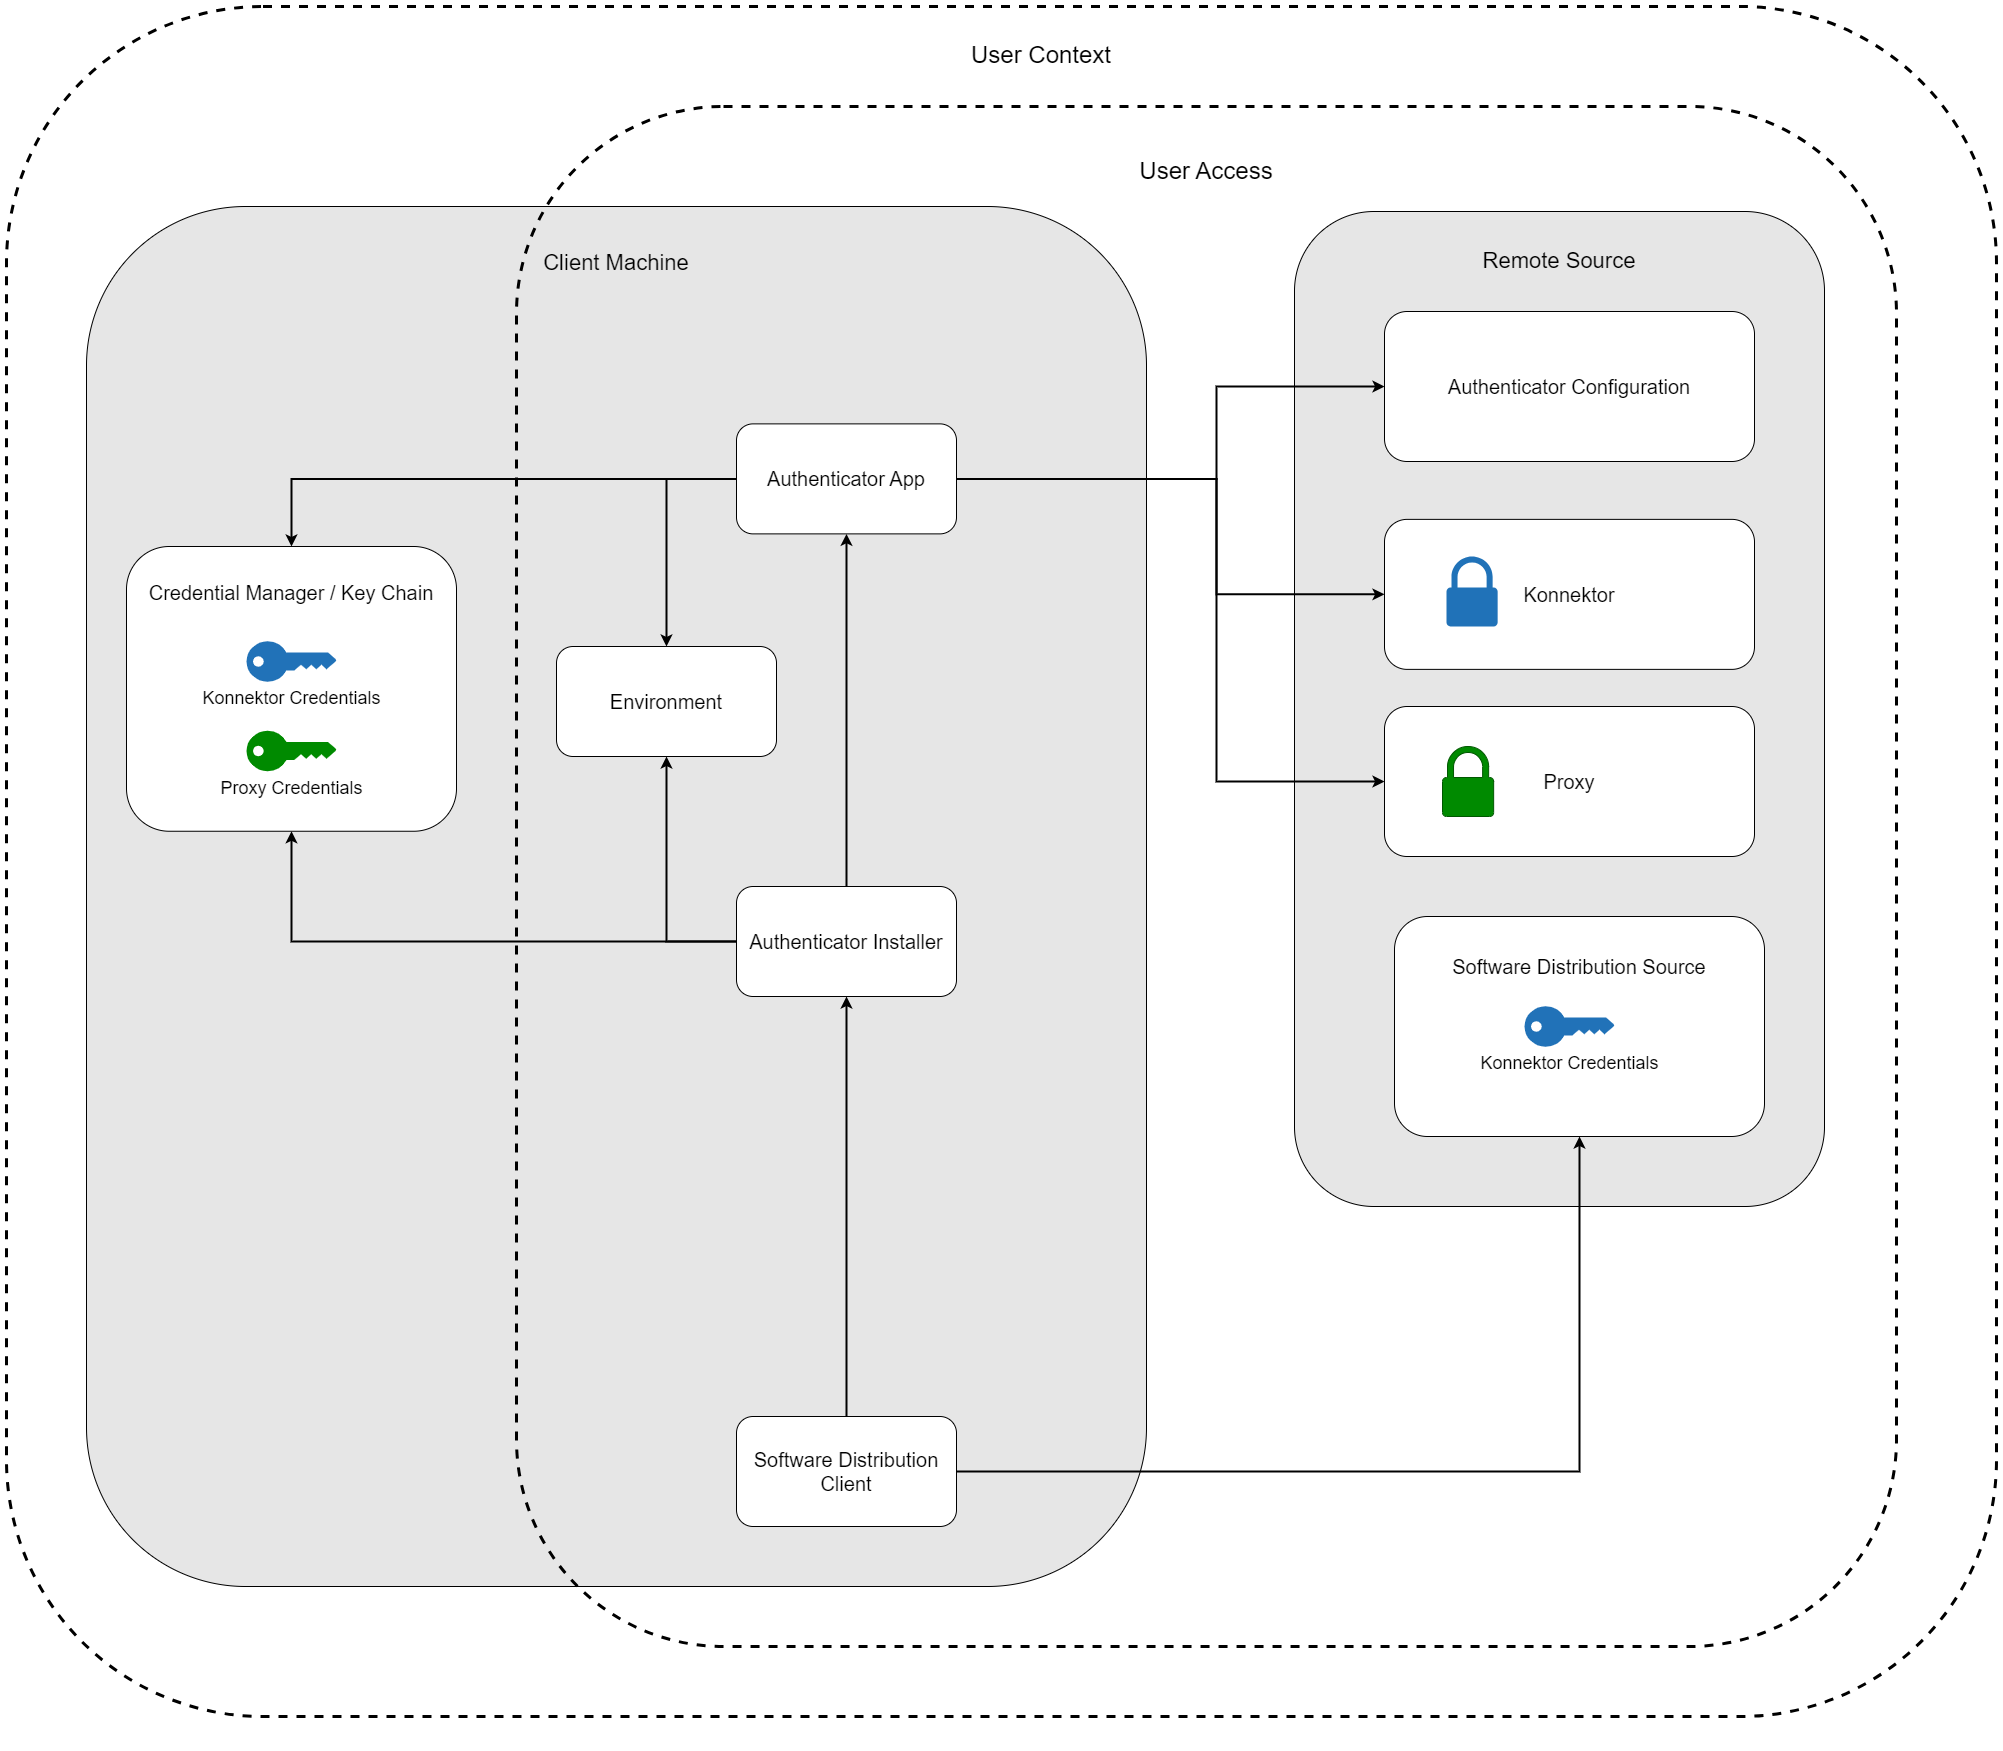 User Context
User Access
Client Machine
Remote Source
Authenticator Configuration
Authenticator App
Credential Manager / Key Chain
Konnektor Credentials
Proxy Credentials
Environment
Konnektor
Proxy
Authenticator Installer
Software Distribution Source
Konnektor Credentials
Software Distribution
Client